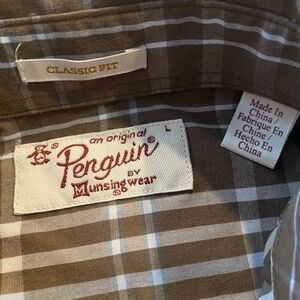 CLASSIC FIT
an original
L
Penguin®
BY
Munsingwear®
Made In
China /
Fabriqué En
Chine /
Hecho En
China